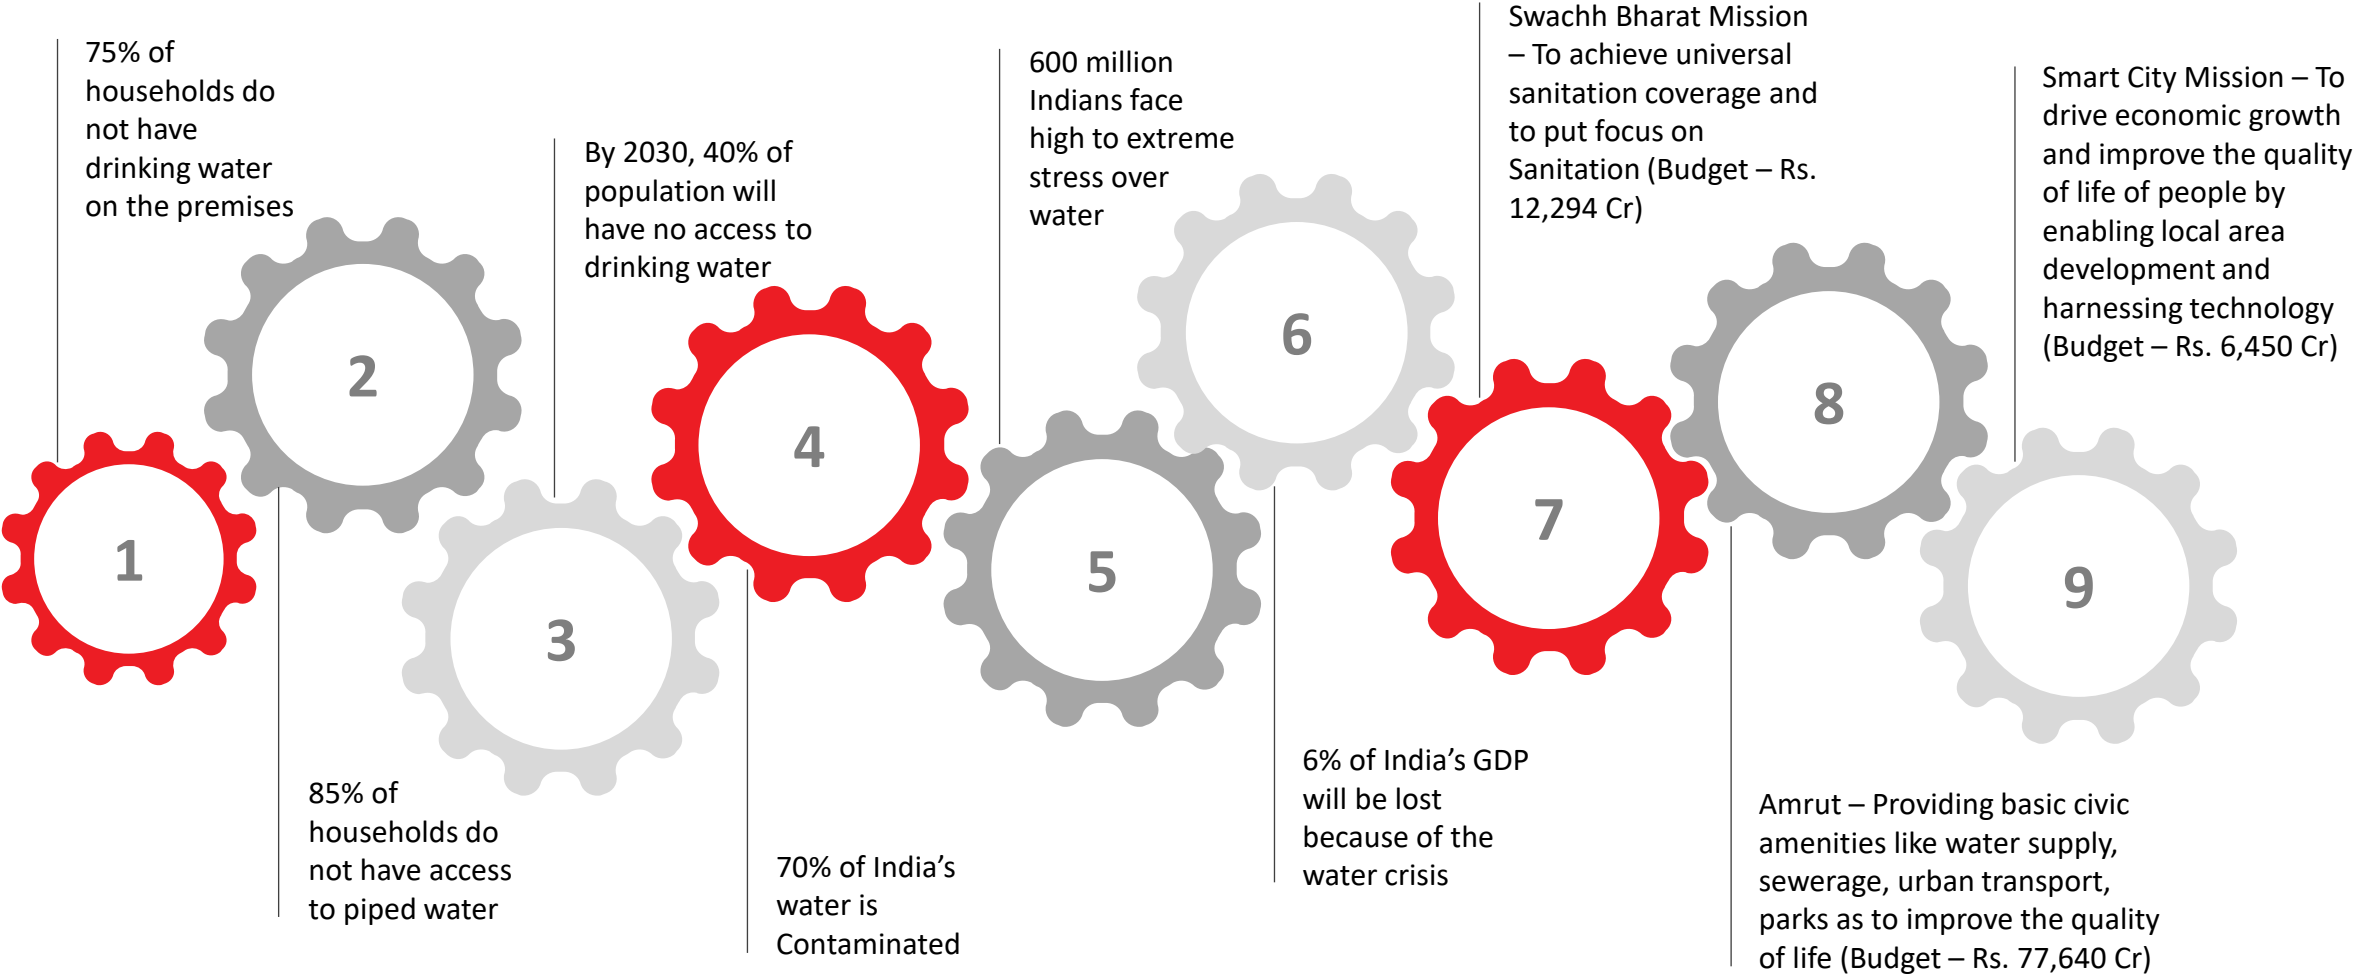 75% of
households do
not have
drinking water
on the premises
1
2
85% of
households do
not have access
to piped water
By 2030, 40% of
population will
have no access to
drinking water
3
4
70% of India’s
water is
Contaminated
600 million
Indians face
high to extreme
stress over
water
5
6
6% of India’s GDP
will be lost
because of the
water crisis
Swachh Bharat Mission
– To achieve universal
sanitation coverage and
to put focus on
Sanitation (Budget – Rs.
12,294 Cr)
7
8
Amrut – Providing basic civic
amenities like water supply,
sewerage, urban transport,
parks as to improve the quality
of life (Budget – Rs. 77,640 Cr)
Smart City Mission – To
drive economic growth
and improve the quality
of life of people by
enabling local area
development and
harnessing technology
(Budget – Rs. 6,450 Cr)
9